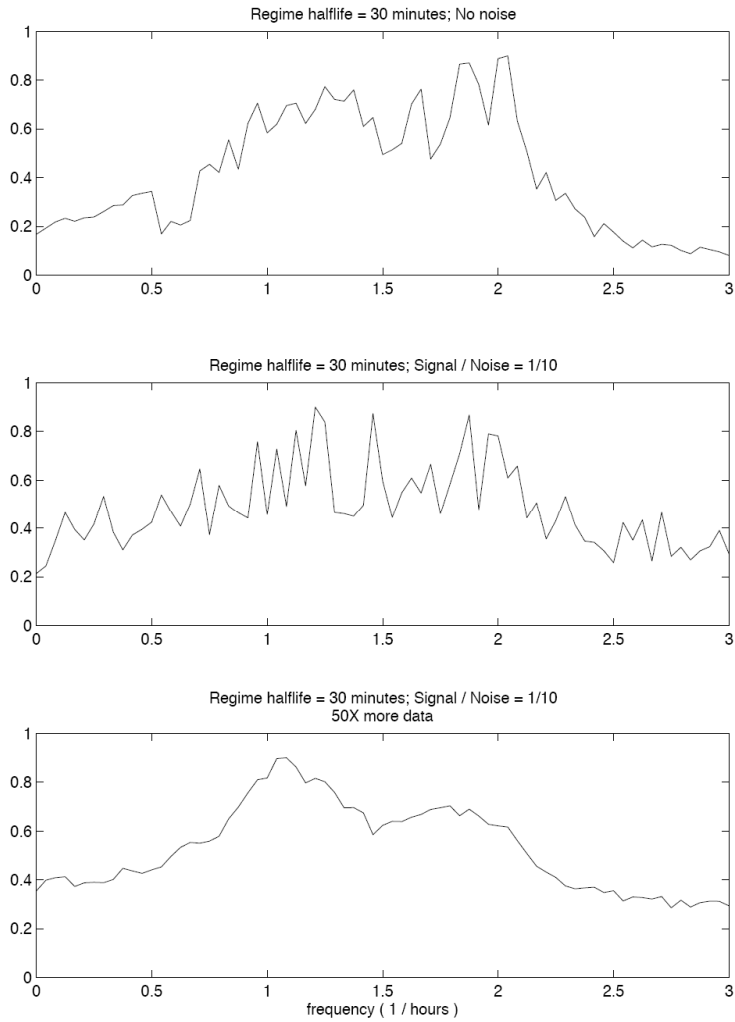 Regime halflife = 30 minutes; No noise
1
0.8
0.6
0.4
0.2
0
0 0.5 1 1.5 2 2.5 3
Regime halflife = 30 minutes; Signal / Noise = 1/10
1
0.8
0.6
0.4
0.2
0
0 0.5 1 1.5 2 2.5 3
Regime halflife = 30 minutes; Signal / Noise = 1/10
50X more data
1
0.8
0.6
0.4
0.2
0
0 0.5 1 1.5 2 2.5 3
frequency ( 1 / hours )